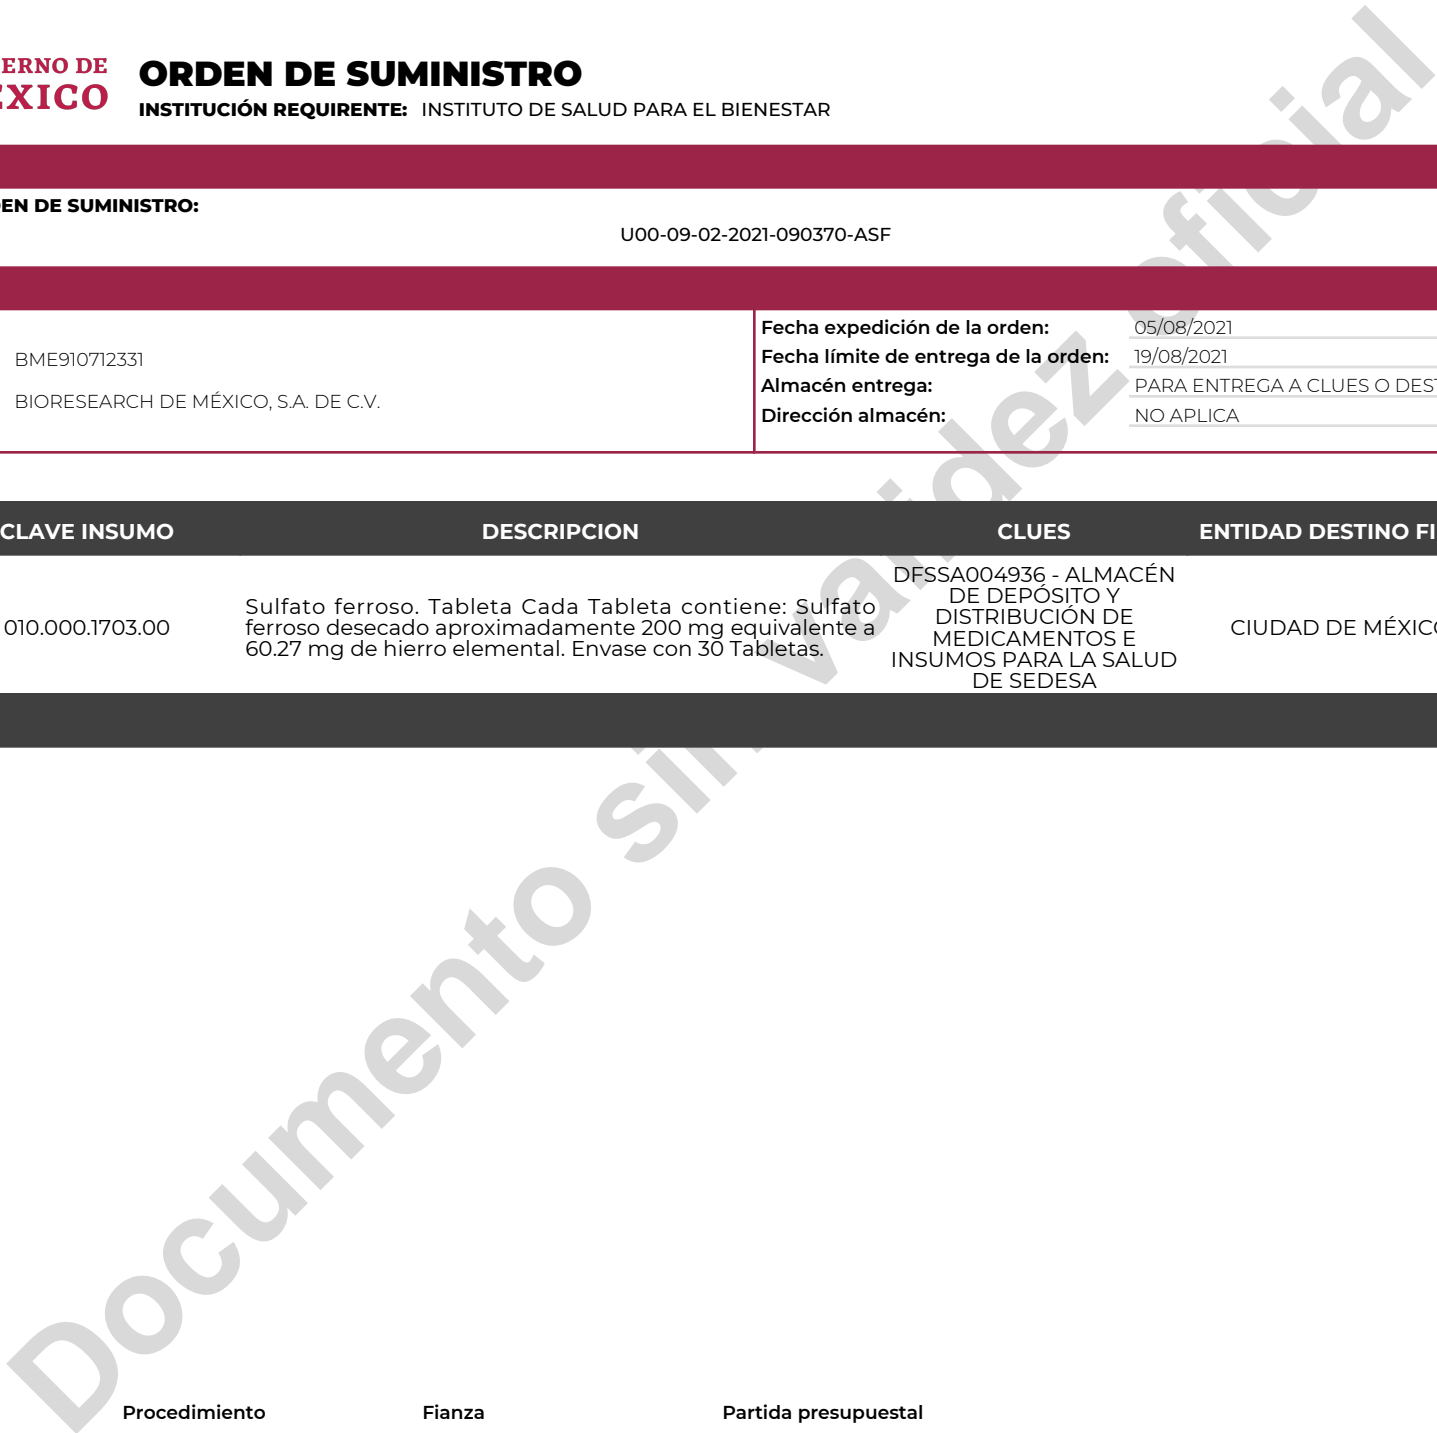 ERNO DE
ÉXICO
ORDEN DE SUMINISTRO
INSTITUCIÓN REQUIRENTE: INSTITUTO DE SALUD PARA EL BIENESTAR
EN DE SUMINISTRO:
U00-09-02-2021-090370-ASF
BME910712331
BIORESEARCH DE MÉXICO, S.A. DE C.V.
Fecha expedición de la orden: 05/08/2021
Fecha límite de entrega de la orden: 19/08/2021
Almacén entrega: PARA ENTREGA A CLUES O DES
Dirección almacén: NO APLICA
CLAVE INSUMO DESCRIPCION CLUES ENTIDAD DESTINO FI
010.000.1703.00
Sulfato ferroso. Tableta Cada Tableta contiene: Sulfato
ferroso desecado aproximadamente 200 mg equivalente a
60.27 mg de hierro elemental. Envase con 30 Tabletas.
DFSSA004936 - ALMACÉN
DE DEPÓSITO Y
DISTRIBUCIÓN DE
MEDICAMENTOS E
INSUMOS PARA LA SALUD
DE SEDESA
CIUDAD DE MÉXICO
Documento sin validez oficial
Procedimiento Fianza Partida presupuestal